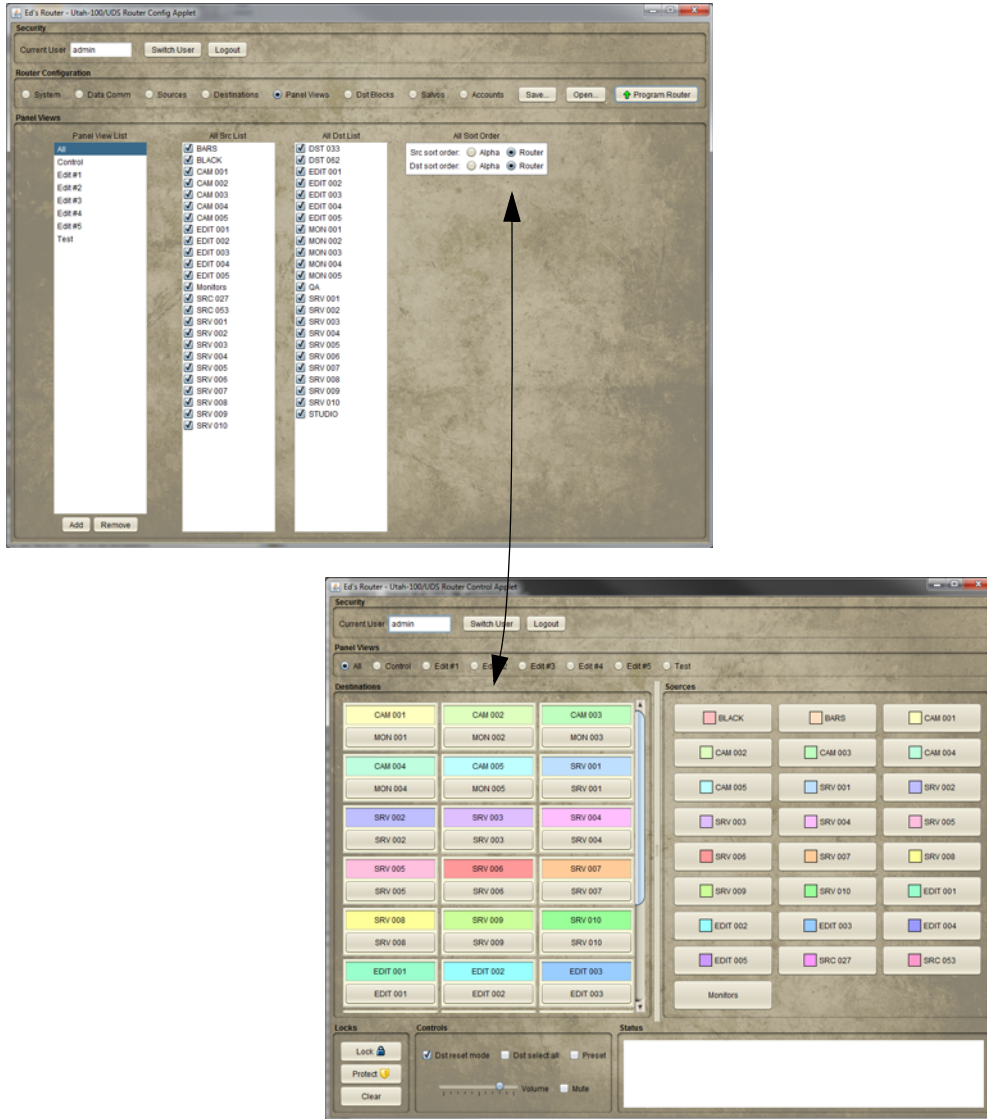 Ed's Router - Utah-100/UDS Router Config Applet
Security
Current User admin Switch User Logout
Router Configuration
System Data Comm Sources Destinations Panel Views Dst Blocks Salvos Accounts Save... Open... Program Router
Panel Views
Panel View List All Src List All Dst List All Sort Order
All
Control
Edit #1
Edit #2
Edit #3
Edit #4
Edit #5
Test
Add Remove
BARS
BLACK
CAM 001
CAM 002
CAM 003
CAM 004
CAM 005
EDIT 001
EDIT 002
EDIT 003
EDIT 004
EDIT 005
Monitors
SRC 027
SRC 053
SRV 001
SRV 002
SRV 003
SRV 004
SRV 005
SRV 006
SRV 007
SRV 008
SRV 009
SRV 010
DST 033
DST 062
EDIT 001
EDIT 002
EDIT 003
EDIT 004
EDIT 005
MON 001
MON 002
MON 003
MON 004
MON 005
QA
SRV 001
SRV 002
SRV 003
SRV 004
SRV 005
SRV 006
SRV 007
SRV 008
SRV 009
SRV 010
STUDIO
Src sort order: Alpha Router
Dst sort order: Alpha Router
Ed's Router - Utah-100/UDS Router Control Applet
Security
Current User admin Switch User Logout
Panel Views
All Control Edit #1 Edit #2 Edit #3 Edit #4 Edit #5 Test
Destinations
CAM 001 CAM 002 CAM 003
MON 001 MON 002 MON 003
CAM 004 CAM 005 SRV 001
MON 004 MON 005 SRV 001
SRV 002 SRV 003 SRV 004
SRV 002 SRV 003 SRV 004
SRV 005 SRV 006 SRV 007
SRV 005 SRV 006 SRV 007
SRV 008 SRV 009 SRV 010
SRV 008 SRV 009 SRV 010
EDIT 001 EDIT 002 EDIT 003
EDIT 001 EDIT 002 EDIT 003
Sources
BLACK BARS CAM 001
CAM 002 CAM 003 CAM 004
CAM 005 SRV 001 SRV 002
SRV 003 SRV 004 SRV 005
SRV 006 SRV 007 SRV 008
SRV 009 SRV 010 EDIT 001
EDIT 002 EDIT 003 EDIT 004
EDIT 005 SRC 027 SRC 053
Monitors
Locks
Lock
Protect
Clear
Controls
Dst reset mode Dst select all Preset
Volume Mute
Status